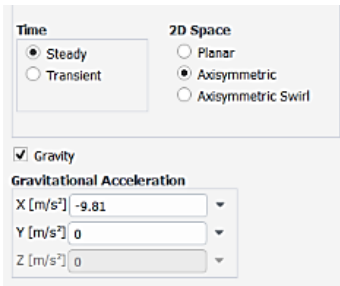 Time
2D Space
Steady
Planar
Transient
Axisymmetric
Axisymmetric Swirl
Gravity
Gravitational Acceleration
X [m/s²] -9.81
Y [m/s²] 0
Z [m/s²] 0